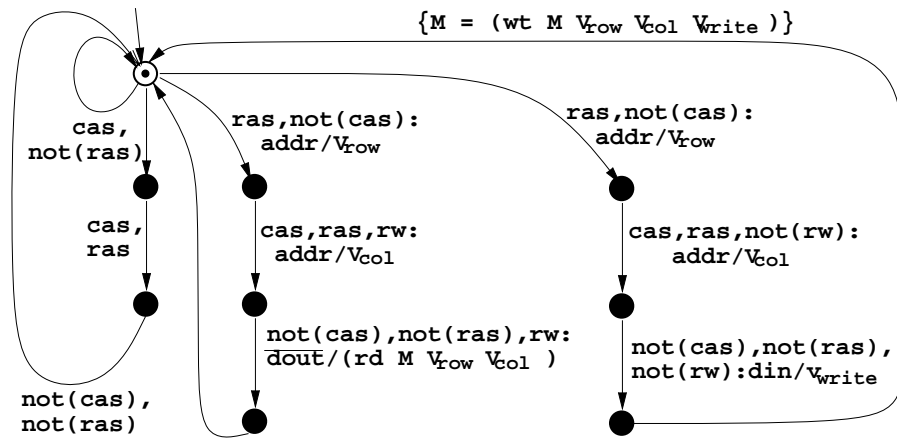 {M = (wt M Vrow Vcol Vwrite )}
cas,
not(ras)
ras,not(cas):
addr/Vrow
ras,not(cas):
addr/Vrow
cas,
ras
cas,ras,rw:
addr/Vcol
cas,ras,not(rw):
addr/Vcol
not(cas),not(ras),rw:
dout/(rd M Vrow Vcol )
not(cas),not(ras),
not(rw):din/vwrite
not(cas),
not(ras)